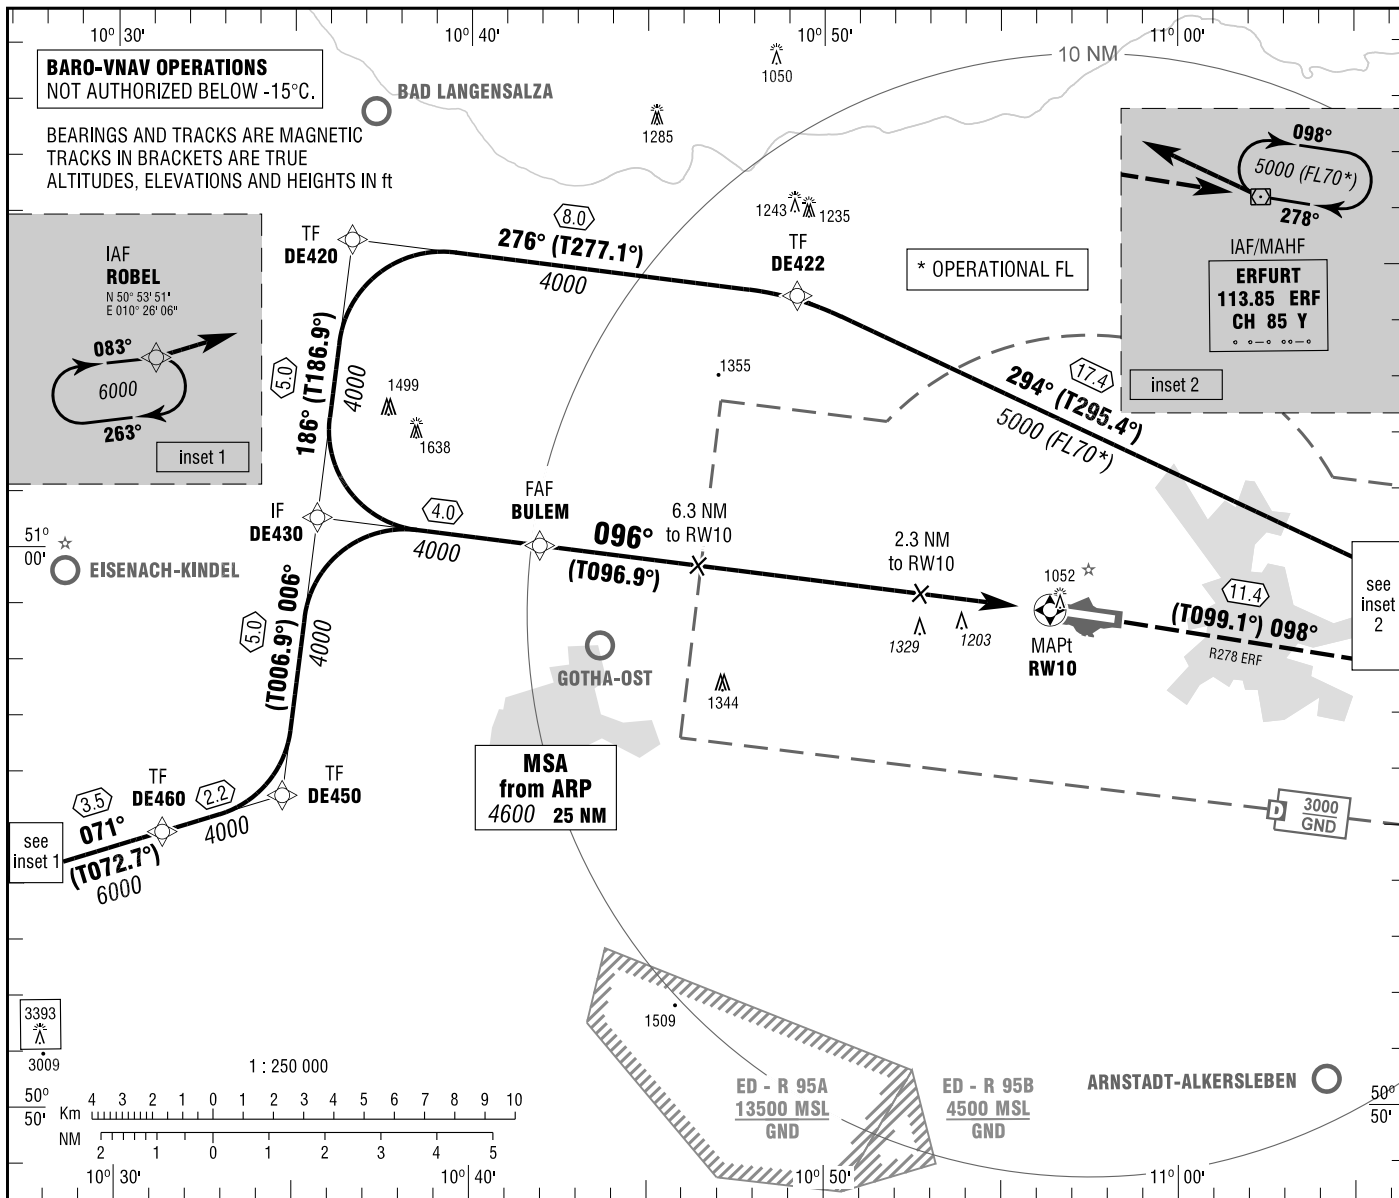 10° 30'
10° 40'
10° 50'
11° 00'
10 NM
BARO-VNAV OPERATIONS
NOT AUTHORIZED BELOW -15°C.
BEARINGS AND TRACKS ARE MAGNETIC
TRACKS IN BRACKETS ARE TRUE
ALTITUDES, ELEVATIONS AND HEIGHTS IN ft
BAD LANGENSALZA
1050
1285
1243
1235
098°
5000 (FL70*)
278°
IAF/MAHF
ERFURT
113.85 ERF
CH 85 Y
inset 2
IAF
ROBEL
N 50° 53' 51"
E 010° 26' 06"
083°
6000
263°
inset 1
TF
DE420
8.0
276° (T277.1°)
4000
TF
DE422
* OPERATIONAL FL
17.4
294° (T295.4°)
5000 (FL70*)
5.0
186° (T186.9°)
4000
1499
1638
1355
IF
DE430
4.0
4000
FAF
BULEM
096°
(T096.9°)
6.3 NM
to RW10
2.3 NM
to RW10
51°
00'
EISENACH-KINDEL
1052
1329
1203
MAPt
RW10
11.4
(T099.1°) 098°
R278 ERF
see
inset
2
5.0
(T006.9°) 006°
4000
GOTHA-OST
1344
MSA
from ARP
4600 25 NM
D
3000
GND
TF
DE450
TF
DE460
2.2
4000
3.5
071°
(T072.7°)
6000
see
inset 1
3393
3009
1509
1 : 250 000
Km
4 3 2 1 0 1 2 3 4 5 6 7 8 9 10
NM
2 1 0 1 2 3 4 5
ED - R 95A
13500 MSL
GND
ED - R 95B
4500 MSL
GND
ARNSTADT-ALKERSLEBEN
50°
50'
50°
50'
10° 30'
10° 40'
10° 50'
11° 00'